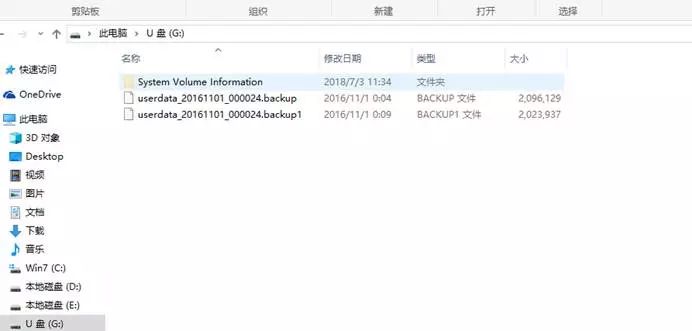 剪贴板 组织 新建 打开 选择
此电脑 U 盘 (G:)
名称 修改日期 类型 大小
快速访问
OneDrive
此电脑
3D 对象
Desktop
视频
图片
文档
下载
音乐
Win7 (C:)
本地磁盘 (D:)
本地磁盘 (E:)
U 盘 (G:)
System Volume Information 2018/7/3 11:34 文件夹
userdata_20161101_000024.backup 2016/11/1 0:04 BACKUP 文件 2,096,129
userdata_20161101_000024.backup1 2016/11/1 0:09 BACKUP1 文件 2,023,937